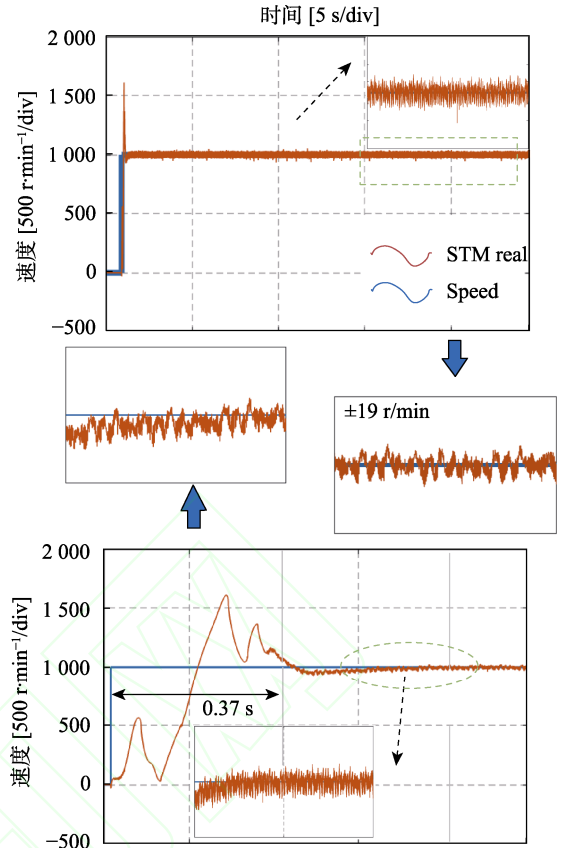 时间 [5 s/div]
2 000
1 500
1 000
500
0
−500
速度 [500 r·min⁻¹/div]
STM real
Speed
±19 r/min
2 000
1 500
1 000
500
0
−500
速度 [500 r·min⁻¹/div]
0.37 s